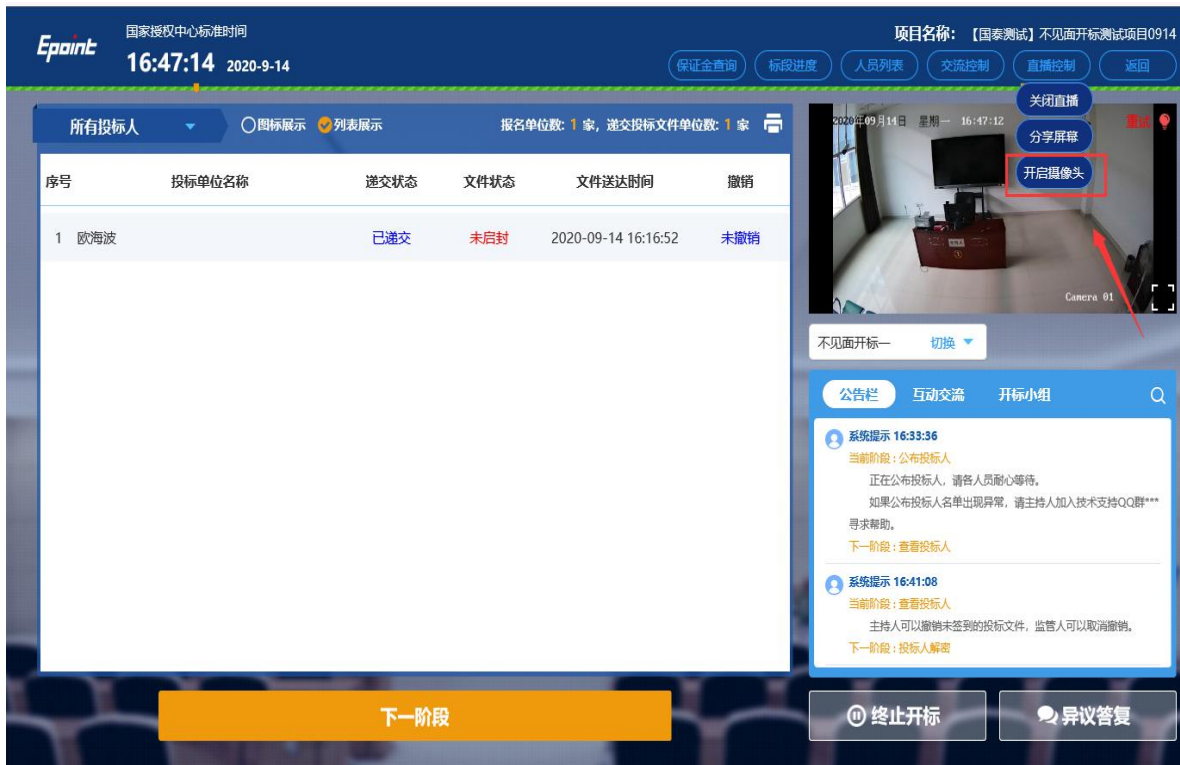 Epoint
国家授权中心标准时间
16:47:14 2020-9-14
项目名称: 【国泰测试】不见面开标测试项目0914
保证金查询 标段进度 人员列表 交流控制 直播控制 返回
关闭直播
分享屏幕
开启摄像头
所有投标人 图标展示 列表展示 报名单位数: 1 家, 递交投标文件单位数: 1 家
序号 投标单位名称 递交状态 文件状态 文件送达时间 撤销
1 欧海波 已递交 未启封 2020-09-14 16:16:52 未撤销
2020年09月14日 星期一 16:47:12
重试
Camera 01
不见面开标一 切换
公告栏 互动交流 开标小组
系统提示 16:33:36
当前阶段 : 公布投标人
正在公布投标人, 请各人员耐心等待。
如果公布投标人名单出现异常, 请主持人加入技术支持QQ群***
寻求帮助。
下一阶段 : 查看投标人
系统提示 16:41:08
当前阶段 : 查看投标人
主持人可以撤销未签到的投标文件, 监管人可以取消撤销。
下一阶段 : 投标人解密
下一阶段 终止开标 异议答复